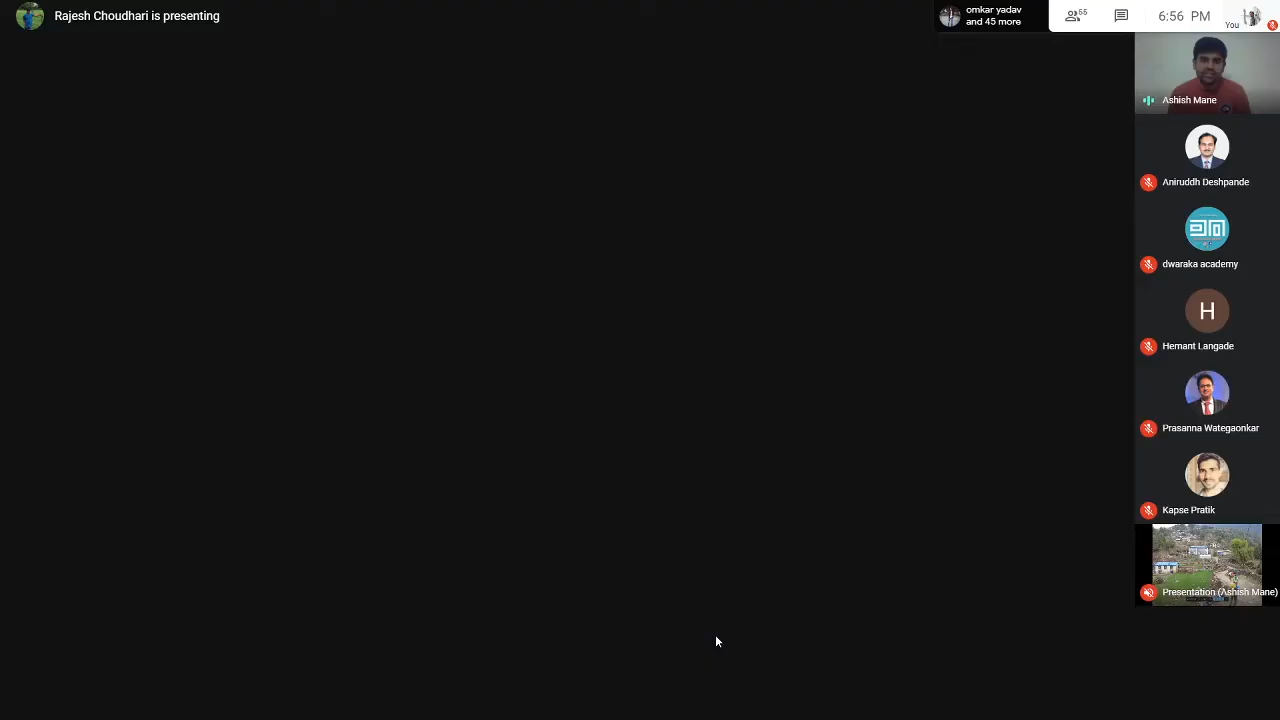 Rajesh Choudhari is presenting
omkar yadav
and 45 more
55
6:56 PM
You
Ashish Mane
Aniruddh Deshpande
dwaraka academy
H
Hemant Langade
Prasanna Wategaonkar
Kapse Pratik
Presentation (Ashish Mane)